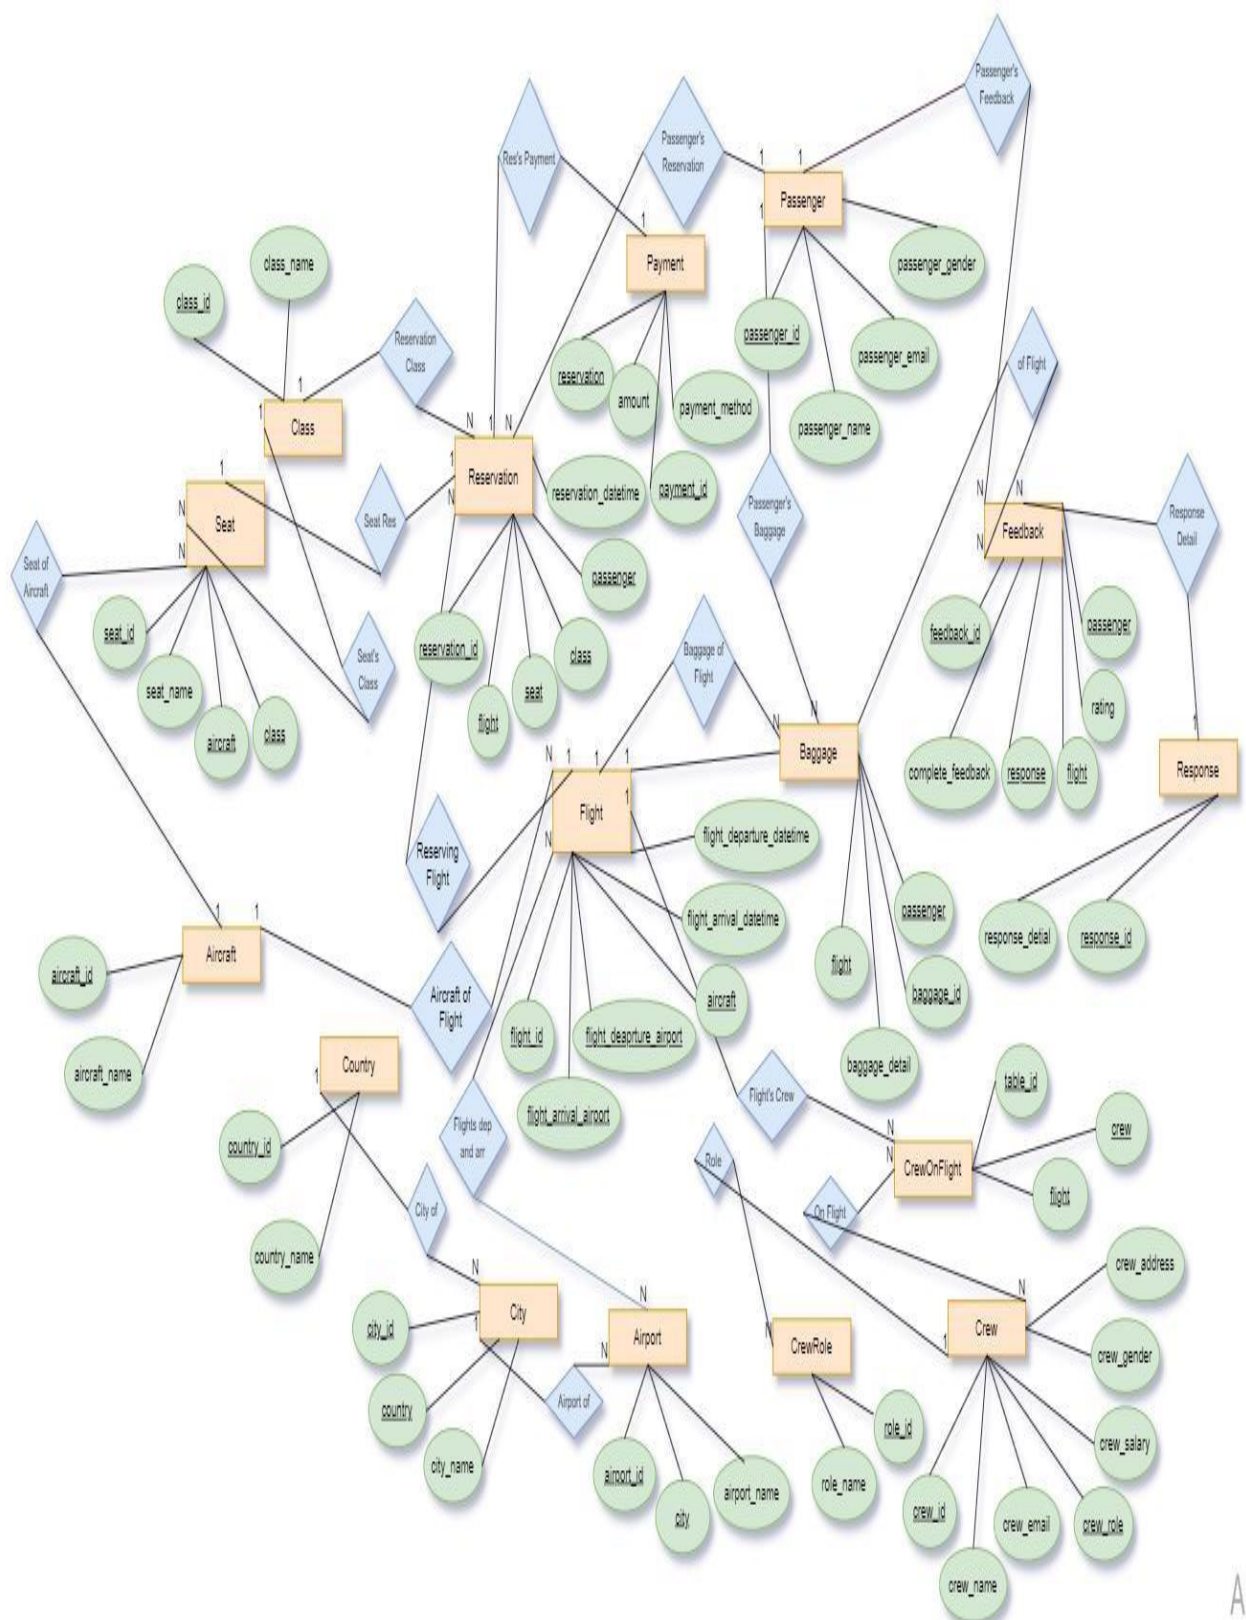 Passenger's
Feedback
Res's Payment
Passenger's
Reservation
1
1
Passenger
1
1
Payment
passenger_gender
class_name
class_id
passenger_id
passenger_email
Reservation
Class
reservation
amount
payment_method
passenger_name
of Flight
1
1
Class
N
1
N
1
Reservation
N
reservation_datetime
payment_id
1
N
Seat
N
Seat Res
Passenger's
Baggage
N
N
Feedback
N
Response
Detail
Seat of
Aircraft
passenger
seat_id
seat_name
aircraft
class
Seat's
Class
reservation_id
flight
seat
class
Baggage of
Flight
feedback_id
passenger
rating
complete_feedback
response
flight
1
Response
N
N
Baggage
N
1
1
1
1
N
Flight
flight_departure_datetime
Reserving
Flight
flight_arrival_datetime
passenger
flight
baggage_id
response_detial
response_id
1
1
Aircraft
aircraft_id
aircraft_name
Aircraft of
Flight
flight_id
flight_deaprture_airport
aircraft
flight_arrival_airoort
baggage_detail
Country
1
country_id
country_name
Flights dep
and arr
Flight's Crew
table_id
crew
flight
N
N
CrewOnFlight
Role
On Flight
City of
N
City
1
city_id
country
city_name
N
Airport
N
Airport of
airport_id
city
airport_name
N
CrewRole
role_id
role_name
N
Crew
1
crew_address
crew_gender
crew_salary
crew_role
crew_email
crew_id
crew_name
A